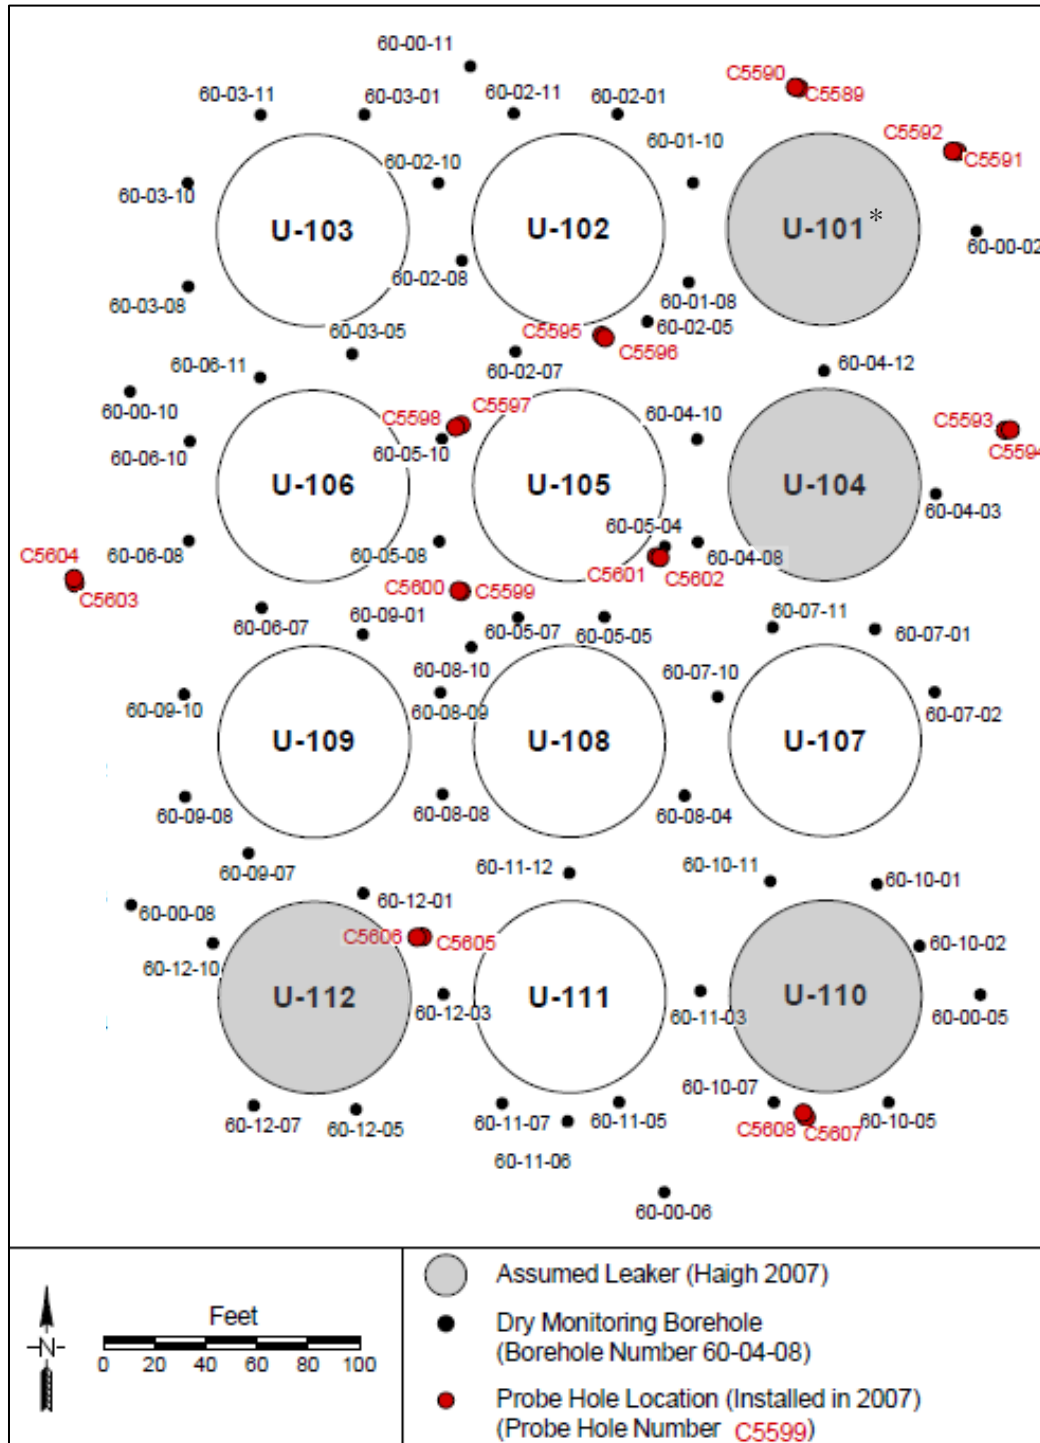 60-00-11
C5590
C5589
60-03-11
60-03-01
60-02-11
60-02-01
C5592
C5591
60-02-10
60-01-10
60-03-10
U-103
U-102
U-101*
60-00-02
60-02-08
60-03-08
60-01-08
60-03-05
C5595
60-02-05
C5596
60-06-11
60-02-07
60-04-12
60-00-10
C5598
C5597
60-04-10
C5593
C5594
60-06-10
60-05-10
U-106
U-105
U-104
60-04-03
60-05-04
C5604
60-06-08
60-05-08
60-04-08
C5603
C5600
C5599
C5601
C5602
60-06-07
60-09-01
60-05-07
60-05-05
60-07-11
60-07-01
60-08-10
60-07-10
60-09-10
60-08-09
60-07-02
U-109
U-108
U-107
60-09-08
60-08-08
60-08-04
60-09-07
60-11-12
60-10-11
60-10-01
60-00-08
60-12-01
C5606
C5605
60-10-02
60-12-10
U-112
60-12-03
U-111
60-11-03
U-110
60-00-05
60-10-07
60-12-07
60-12-05
60-11-07
60-11-05
C5608
C5607
60-10-05
60-11-06
60-00-06
N
Feet
0 20 40 60 80 100
Assumed Leaker (Haigh 2007)
Dry Monitoring Borehole
(Borehole Number 60-04-08)
Probe Hole Location (Installed in 2007)
(Probe Hole Number C5599)